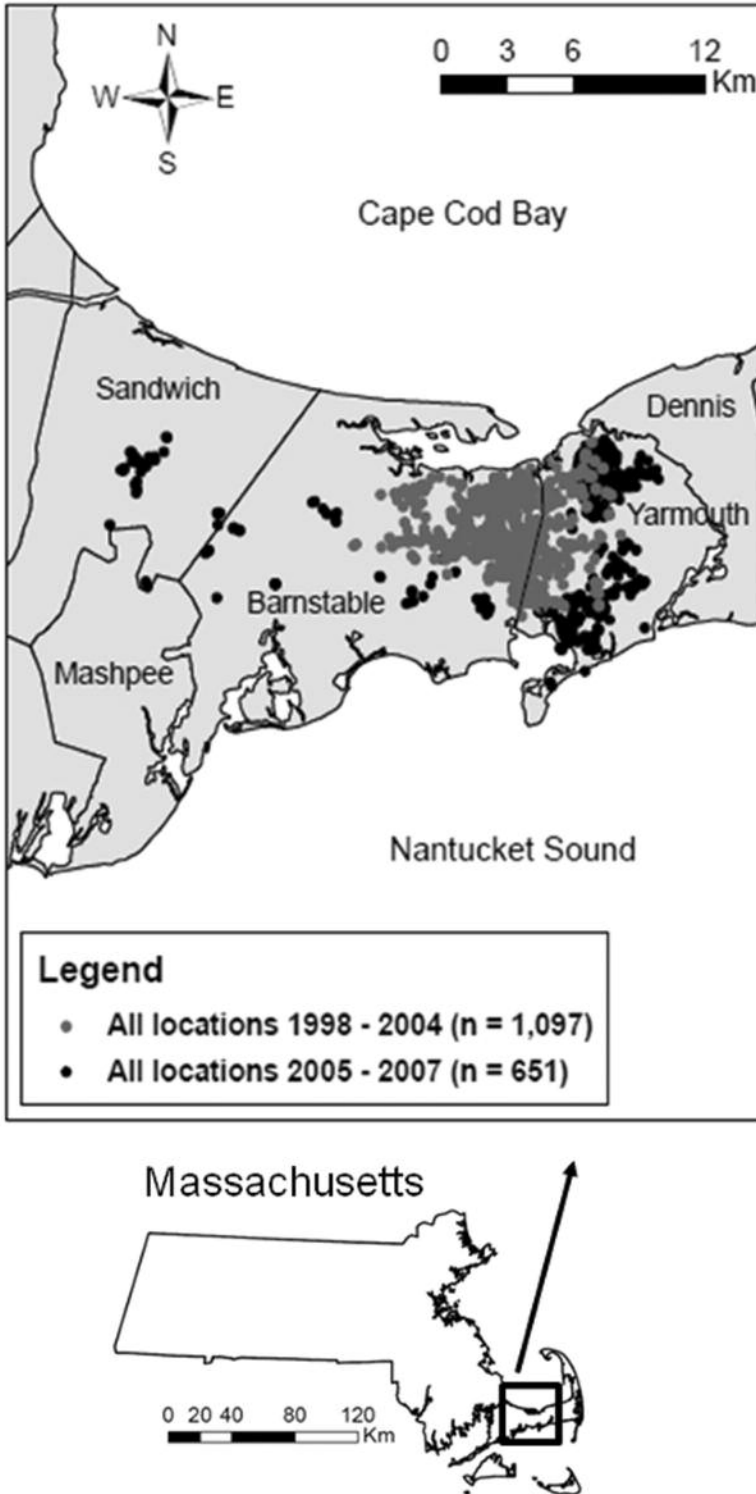 N
W E
S
0 3 6 12
Km
Cape Cod Bay
Sandwich
Dennis
Yarmouth
Barnstable
Mashpee
Nantucket Sound
Legend
All locations 1998 - 2004 (n = 1,097)
All locations 2005 - 2007 (n = 651)
Massachusetts
0 20 40 80 120
Km